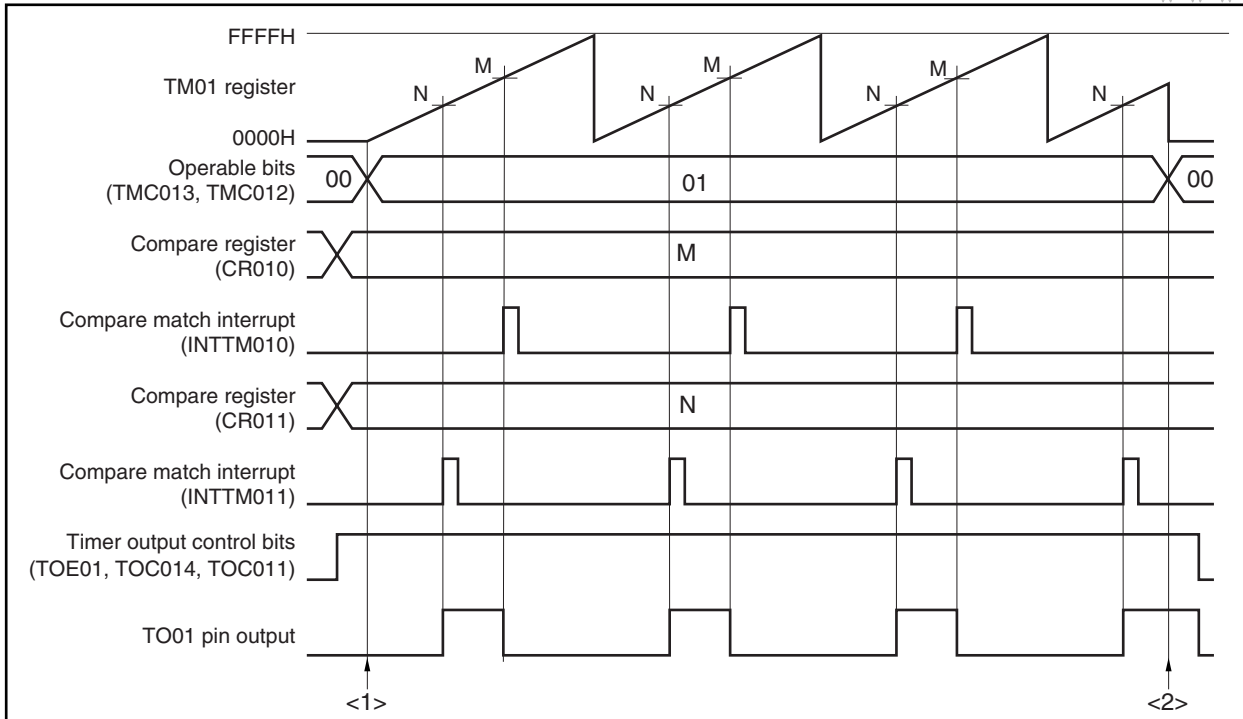 FFFFH
TM01 register
0000H
N M N M N M N
Operable bits
(TMC013, TMC012)
00 01 00
Compare register
(CR010)
M
Compare match interrupt
(INTTM010)
Compare register
(CR011)
N
Compare match interrupt
(INTTM011)
Timer output control bits
(TOE01, TOC014, TOC011)
TO01 pin output
<1> <2>